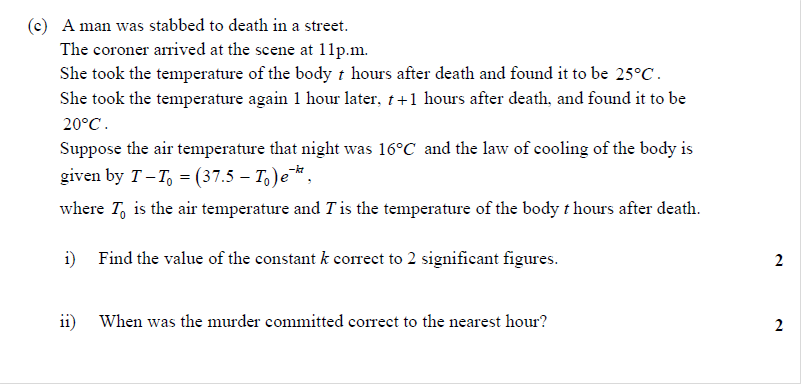 (c) A man was stabbed to death in a street.
The coroner arrived at the scene at 11p.m.
She took the temperature of the body t hours after death and found it to be 25°C.
She took the temperature again 1 hour later, t+1 hours after death, and found it to be
20°C.
Suppose the air temperature that night was 16°C and the law of cooling of the body is
given by T − T₀ = (37.5 − T₀)e^{-kt},
where T₀ is the air temperature and T is the temperature of the body t hours after death.
i) Find the value of the constant k correct to 2 significant figures. 2
ii) When was the murder committed correct to the nearest hour? 2